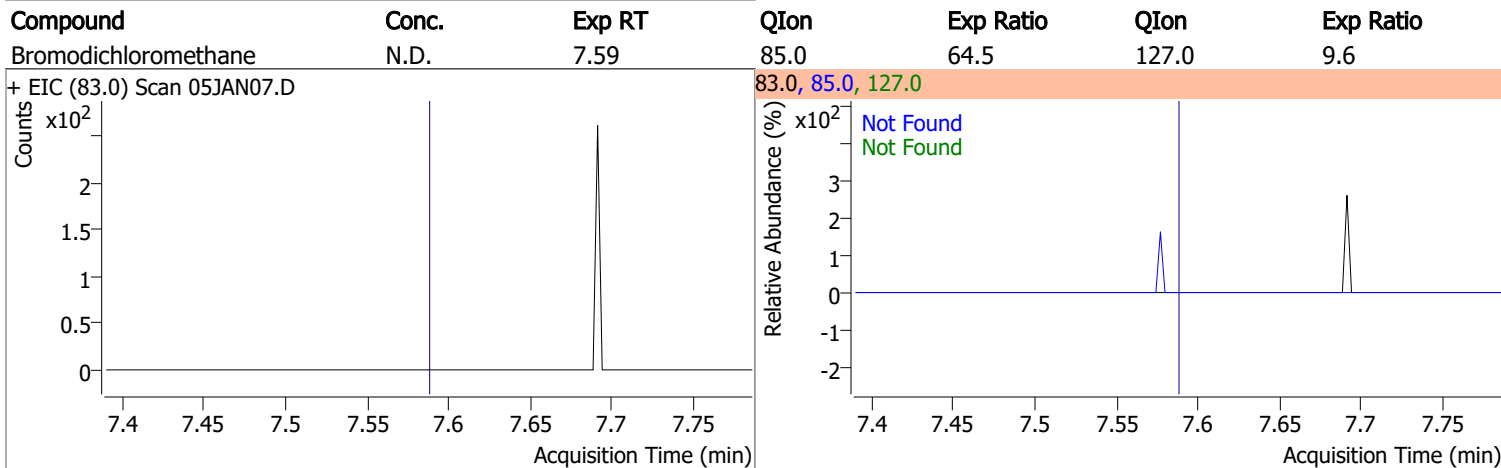 Compound Conc. Exp RT QIon Exp Ratio QIon Exp Ratio
Bromodichloromethane N.D. 7.59 85.0 64.5 127.0 9.6
+ EIC (83.0) Scan 05JAN07.D
Counts
x10²
2
1.5
1
0.5
0
7.4 7.45 7.5 7.55 7.6 7.65 7.7 7.75
Acquisition Time (min)
83.0, 85.0, 127.0
Relative Abundance (%)
x10²
Not Found
Not Found
3
2
1
0
-1
-2
7.4 7.45 7.5 7.55 7.6 7.65 7.7 7.75
Acquisition Time (min)